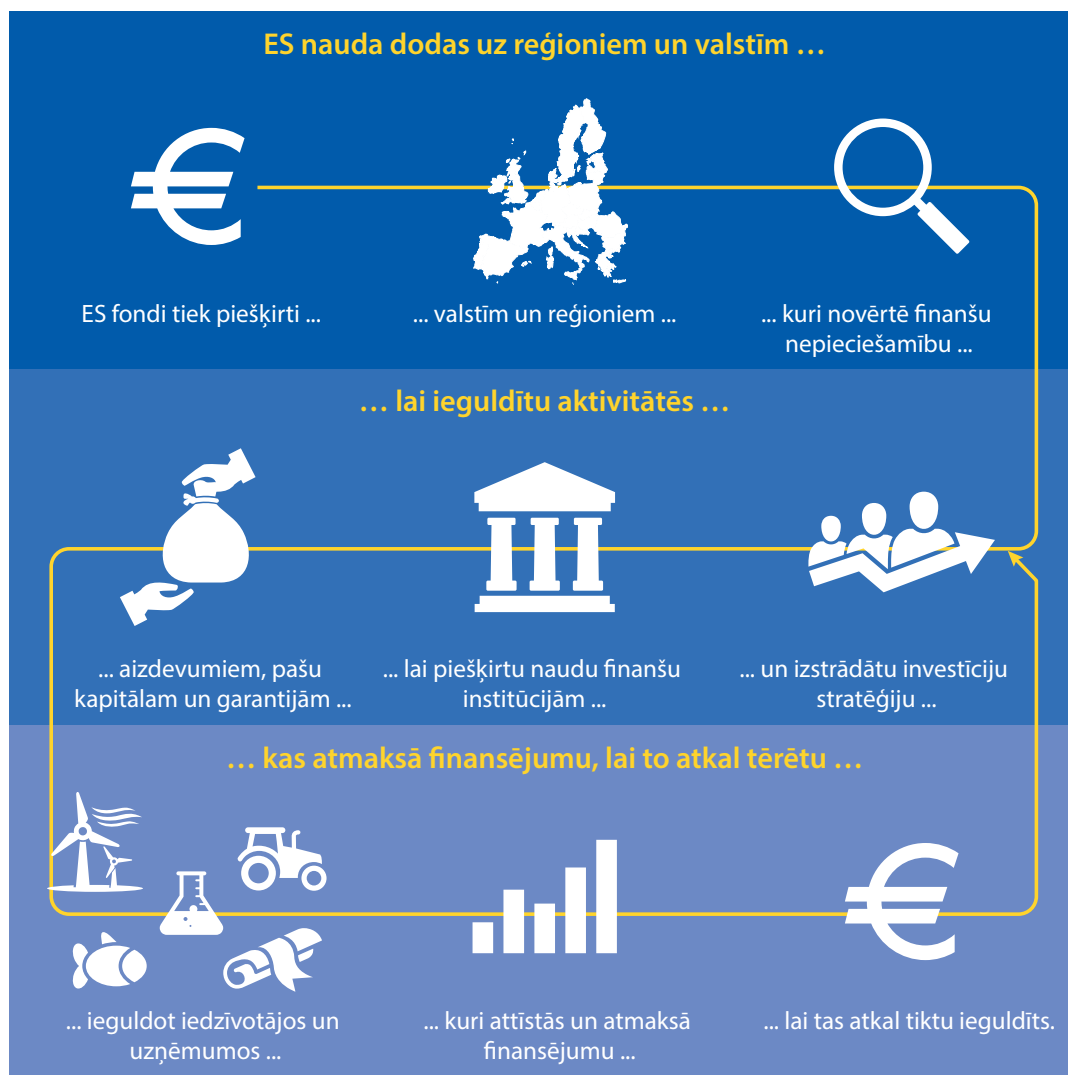 ES nauda dodas uz reģioniem un valstīm …
ES fondi tiek piešķirti ...
... valstīm un reģioniem ...
... kuri novērtē finanšu
nepieciešamību ...
… lai ieguldītu aktivitātēs …
... aizdevumiem, pašu
kapitālam un garantijām ...
... lai piešķirtu naudu finanšu
institūcijām ...
... un izstrādātu investīciju
stratēģiju ...
… kas atmaksā finansējumu, lai to atkal tērētu …
... ieguldot iedzīvotājos un
uzņēmumos ...
... kuri attīstās un atmaksā
finansējumu ...
... lai tas atkal tiktu ieguldīts.